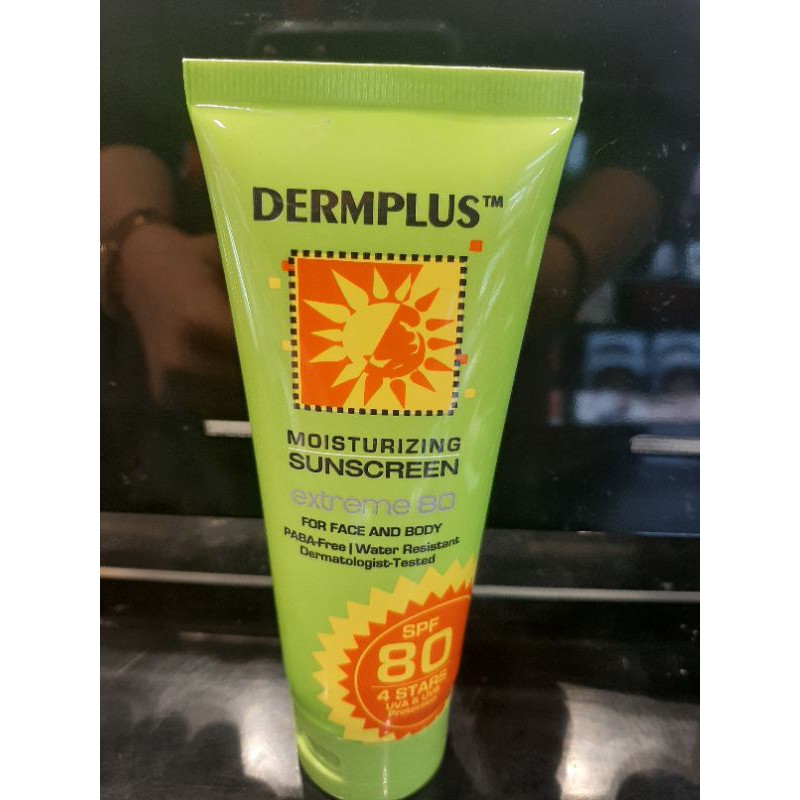 DERMPLUS™
MOISTURIZING
SUNSCREEN
extreme 80
FOR FACE AND BODY
PABA-Free | Water Resistant
Dermatologist-Tested
SPF
80
4 STARS
UVA & UVB
Protection